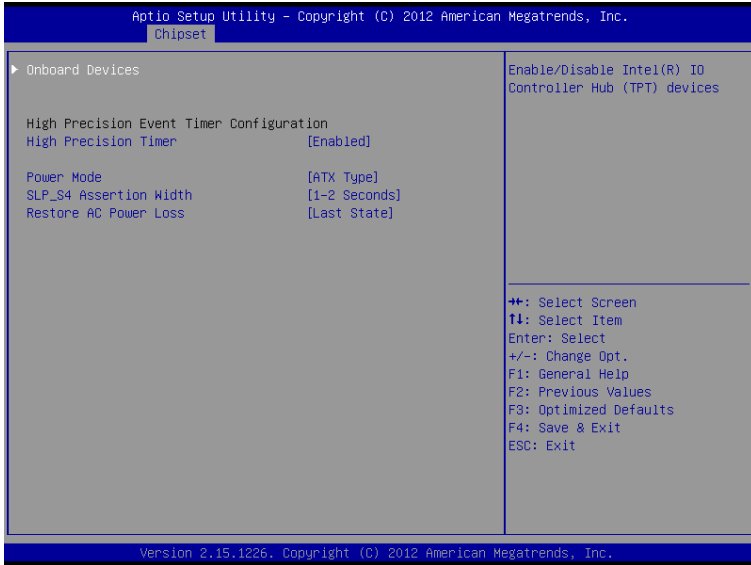 Aptio Setup Utility – Copyright (C) 2012 American Megatrends, Inc.
Chipset
Onboard Devices
High Precision Event Timer Configuration
High Precision Timer [Enabled]
Power Mode [ATX Type]
SLP_S4 Assertion Width [1-2 Seconds]
Restore AC Power Loss [Last State]
Enable/Disable Intel(R) IO
Controller Hub (TPT) devices
→←: Select Screen
↑↓: Select Item
Enter: Select
+/-: Change Opt.
F1: General Help
F2: Previous Values
F3: Optimized Defaults
F4: Save & Exit
ESC: Exit
Version 2.15.1226. Copyright (C) 2012 American Megatrends, Inc.